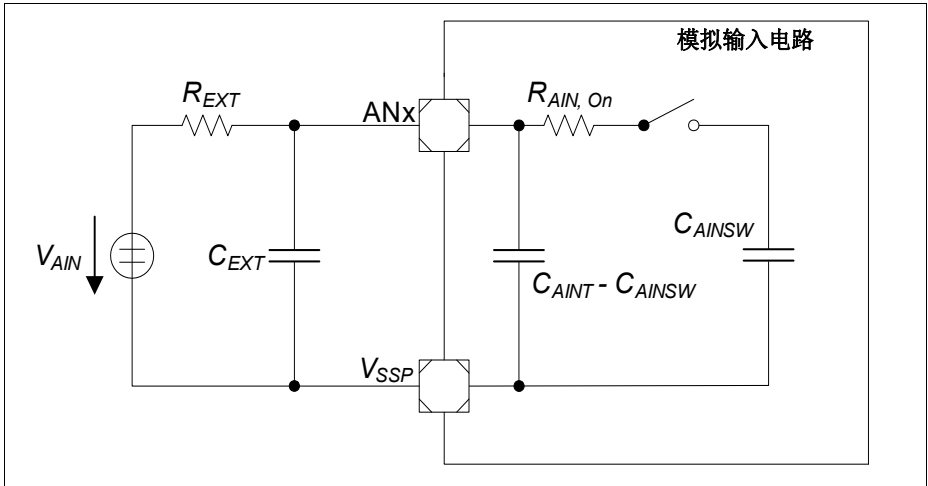 模拟输入电路
R_EXT
ANx
R_AIN, On
V_AIN
C_EXT
C_AINT - C_AINSW
C_AINSW
V_SSP